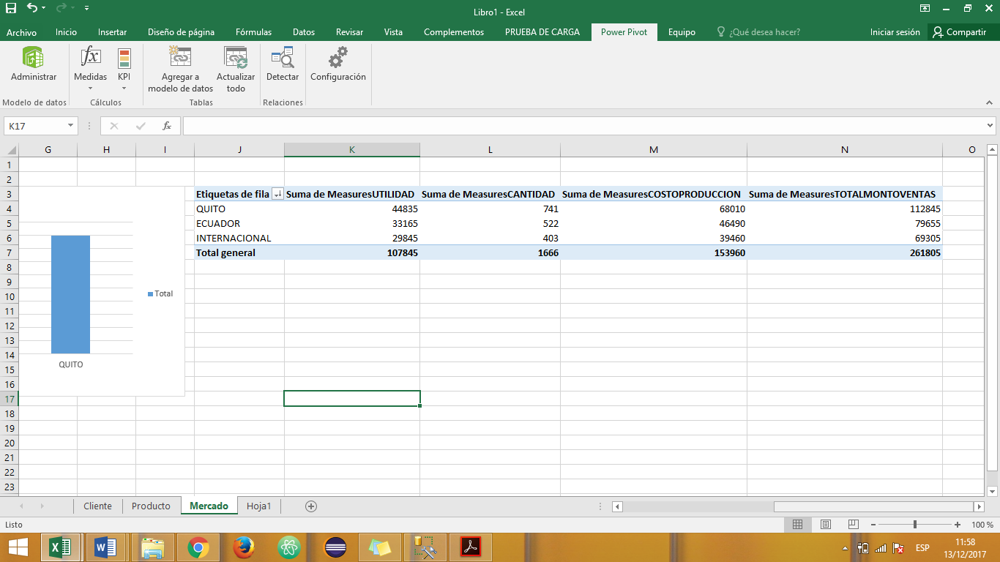 Libro1 - Excel
Archivo Inicio Insertar Diseño de página Fórmulas Datos Revisar Vista Complementos PRUEBA DE CARGA Power Pivot Equipo ¿Qué desea hacer? Iniciar sesión Compartir
Administrar
Medidas
KPI
Agregar a
modelo de datos
Actualizar
todo
Detectar
Configuración
Modelo de datos Cálculos Tablas Relaciones
K17 fx
G H I J K L M N O
1
2
3 Etiquetas de fila Suma de MeasuresUTILIDAD Suma de MeasuresCANTIDAD Suma de MeasuresCOSTOPRODUCCION Suma de MeasuresTOTALMONTOVENTAS
4 QUITO 44835 741 68010 112845
5 ECUADOR 33165 522 46490 79655
6 INTERNACIONAL 29845 403 39460 69305
7 Total general 107845 1666 153960 261805
8
9
10
Total
11
12
13
14
QUITO
15
16
17
18
19
20
21
22
23
Cliente Producto Mercado Hoja1
Listo 100 %
ESP
11:58
13/12/2017